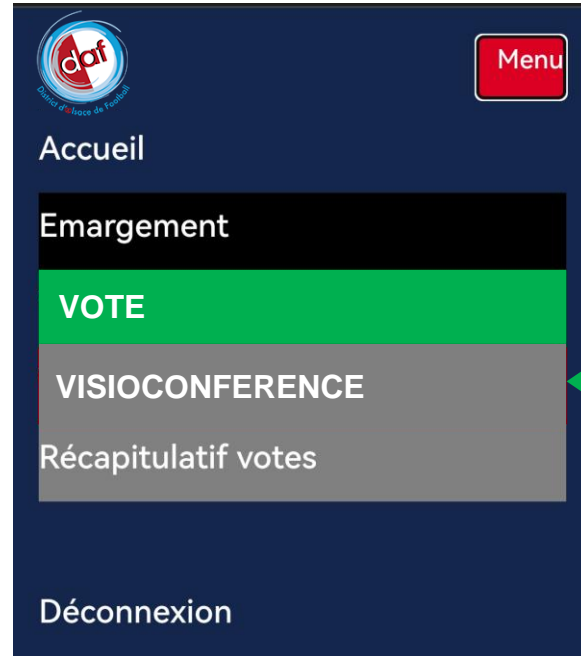 daf
District d'alsace de Football
Menu
Accueil
Emargement
VOTE
VISIOCONFERENCE
Récapitulatif votes
Déconnexion